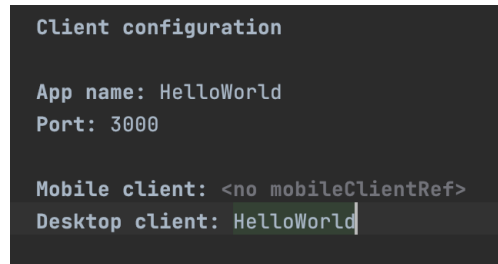 Client configuration
App name: HelloWorld
Port: 3000
Mobile client: <no mobileClientRef>
Desktop client: HelloWorld